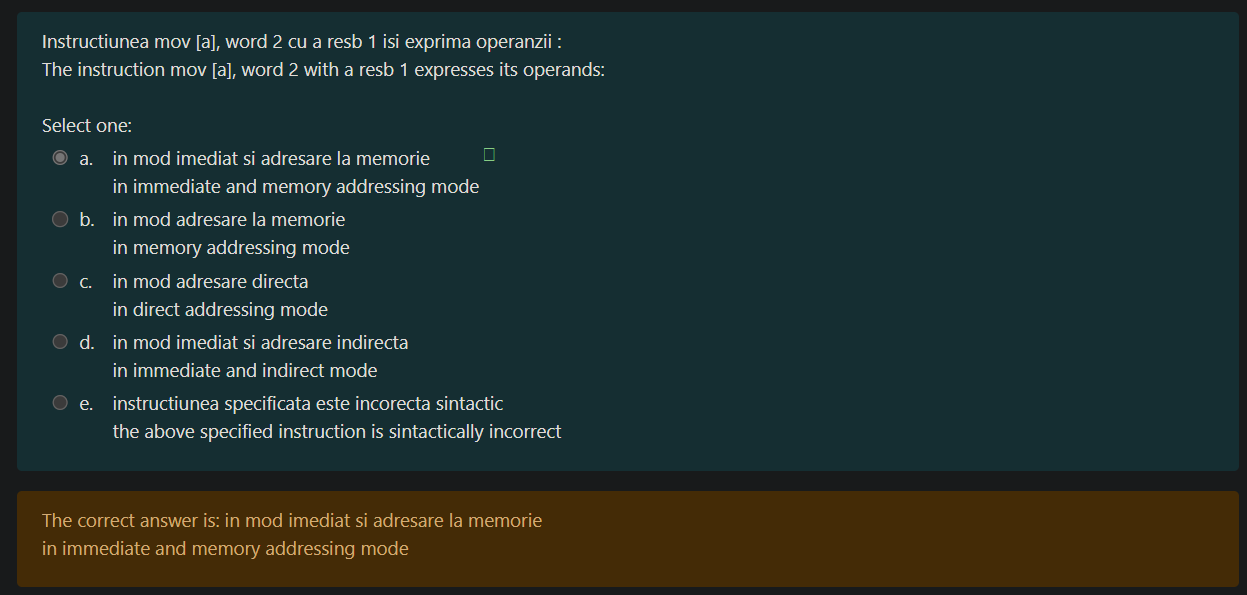 Instructiunea mov [a], word 2 cu a resb 1 isi exprima operanzii :
The instruction mov [a], word 2 with a resb 1 expresses its operands:
Select one:
a. in mod imediat si adresare la memorie
in immediate and memory addressing mode
b. in mod adresare la memorie
in memory addressing mode
c. in mod adresare directa
in direct addressing mode
d. in mod imediat si adresare indirecta
in immediate and indirect mode
e. instructiunea specificata este incorecta sintactic
the above specified instruction is sintactically incorrect
The correct answer is: in mod imediat si adresare la memorie
in immediate and memory addressing mode